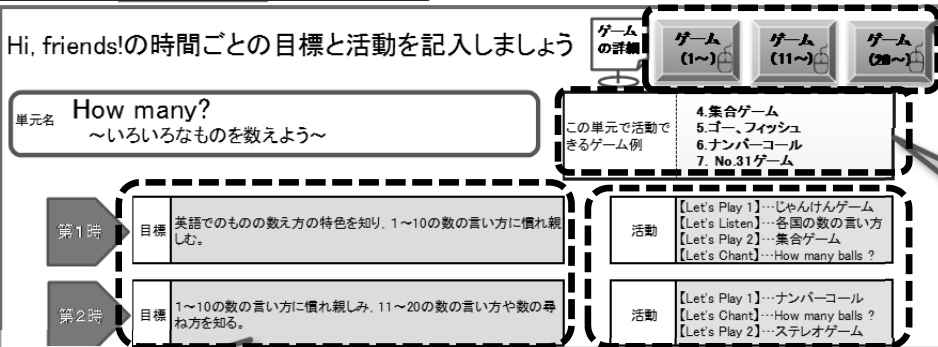 Hi, friends!の時間ごとの目標と活動を記入しましょう
ゲーム
の詳細
ゲーム
(1~)
ゲーム
(11~)
ゲーム
(20~)
単元名 How many?
~いろいろなものを数えよう~
この単元で活動で
きるゲーム例
4.集合ゲーム
5.ゴー、フィッシュ
6.ナンバーコール
7. No.31ゲーム
第1時
目標
英語でのものの数え方の特色を知り, 1~10の数の言い方に慣れ親
しむ。
活動
【Let's Play 1】…じゃんけんゲーム
【Let's Listen】…各国の数の言い方
【Let's Play 2】…集合ゲーム
【Let's Chant】…How many balls ?
第2時
目標
1~10の数の言い方に慣れ親しみ, 11~20の数の言い方や数の尋
ね方を知る。
活動
【Let's Play 1】…ナンバーコール
【Let's Chant】…How many balls ?
【Let's Play 2】…ステレオゲーム